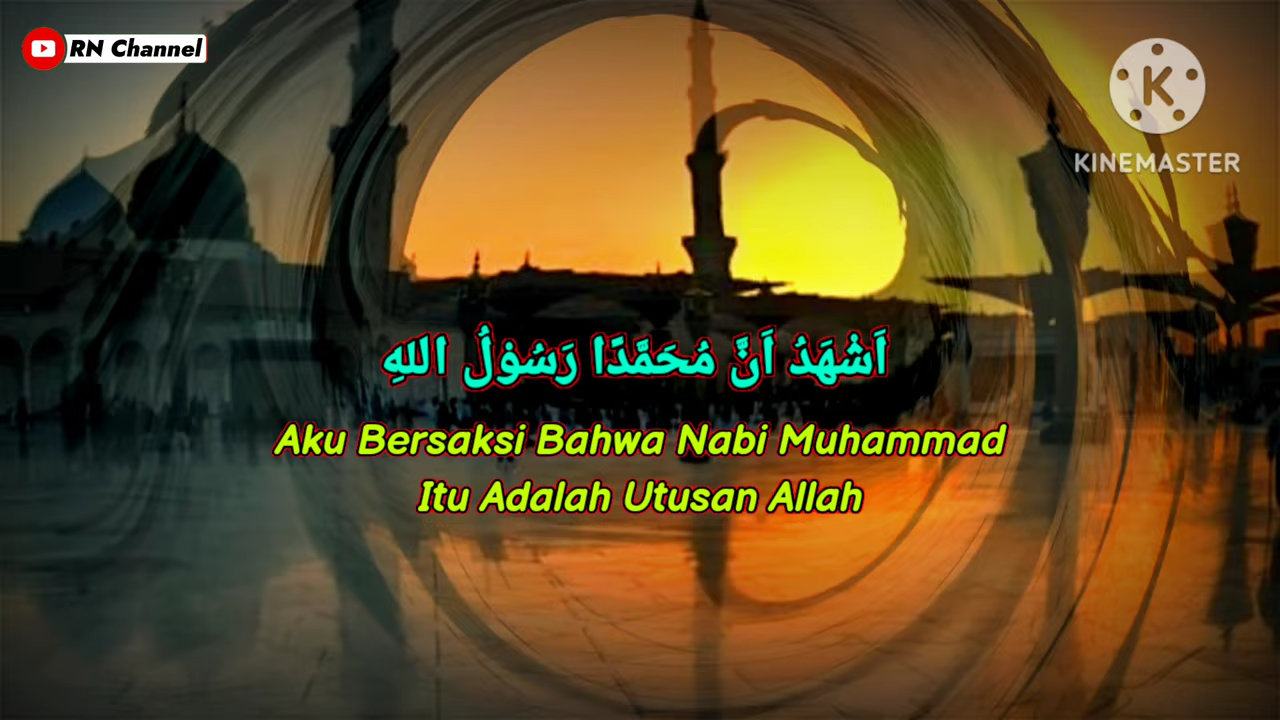 RN Channel
K
KINEMASTER
اَشْهَدُ اَنَّ مُحَمَّدًا رَسُوْلُ اللهِ
Aku Bersaksi Bahwa Nabi Muhammad
Itu Adalah Utusan Allah